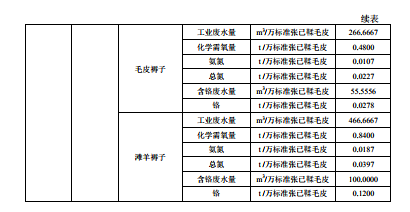 续表
毛皮褥子
工业废水量 m³/万标准张已鞣毛皮 266.6667
化学需氧量 t/万标准张已鞣毛皮 0.4800
氨氮 t/万标准张已鞣毛皮 0.0107
总氮 t/万标准张已鞣毛皮 0.0227
含铬废水量 m³/万标准张已鞣毛皮 55.5556
铬 t/万标准张已鞣毛皮 0.0278
滩羊褥子
工业废水量 m³/万标准张已鞣毛皮 466.6667
化学需氧量 t/万标准张已鞣毛皮 0.8400
氨氮 t/万标准张已鞣毛皮 0.0187
总氮 t/万标准张已鞣毛皮 0.0397
含铬废水量 m³/万标准张已鞣毛皮 100.0000
铬 t/万标准张已鞣毛皮 0.1200